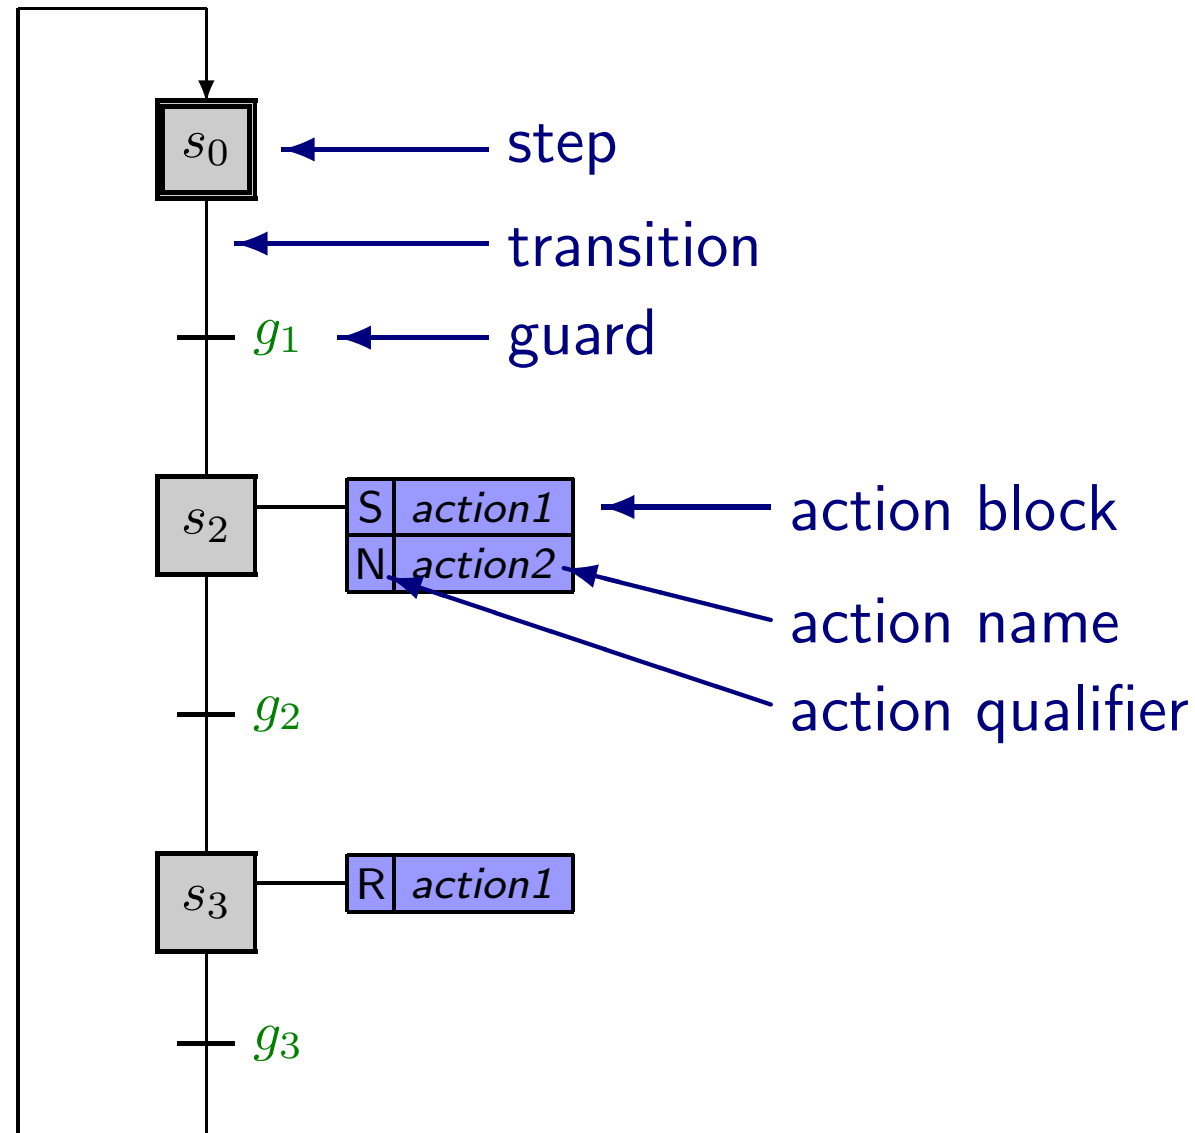 s₀
step
transition
g₁
guard
s₂
S action1
action block
N action2
action name
action qualifier
g₂
s₃
R action1
g₃